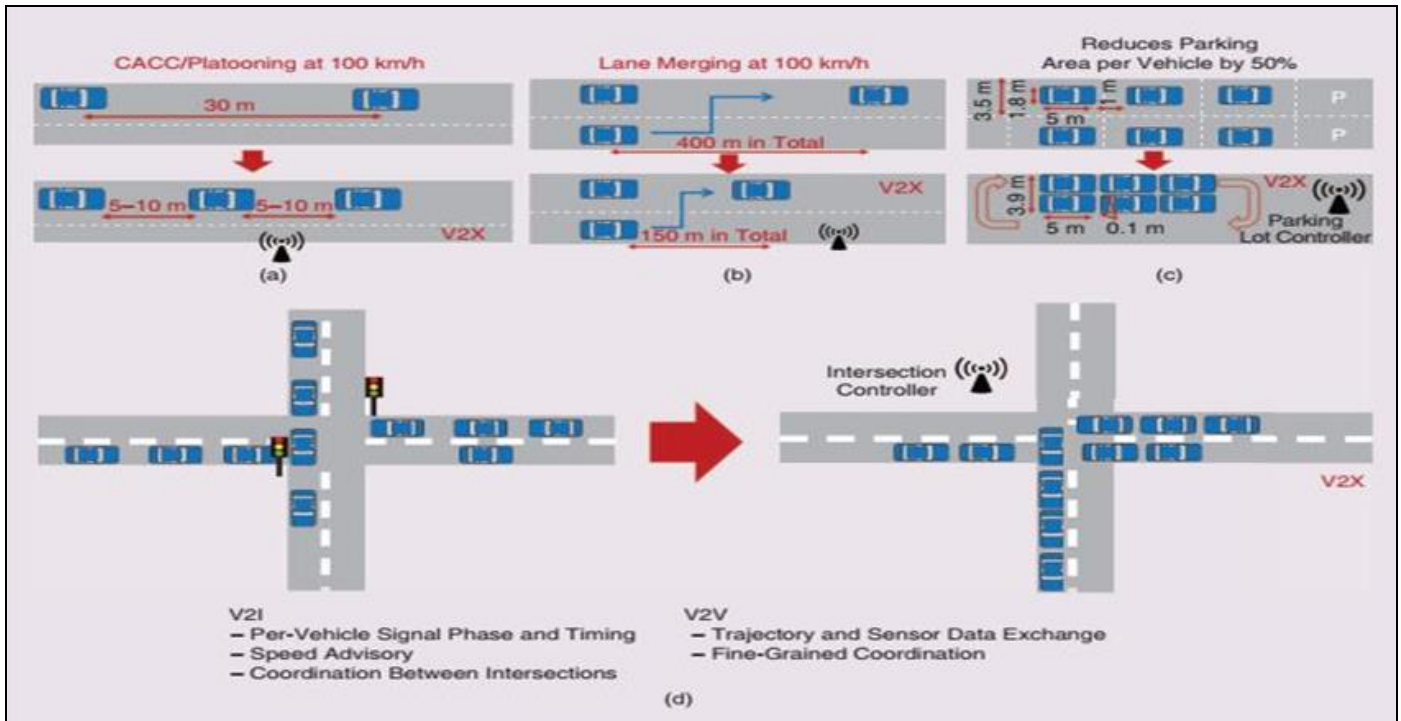 CACC/Platooning at 100 km/h
30 m
5–10 m
5–10 m
V2X
(a)
Lane Merging at 100 km/h
400 m in Total
V2X
150 m in Total
(b)
Reduces Parking
Area per Vehicle by 50%
3.5 m
1.8 m
1 m
5 m
P
P
3.9 m
V2X
5 m
0.1 m
Parking
Lot Controller
(c)
Intersection
Controller
V2X
V2I
– Per-Vehicle Signal Phase and Timing
– Speed Advisory
– Coordination Between Intersections
V2V
– Trajectory and Sensor Data Exchange
– Fine-Grained Coordination
(d)